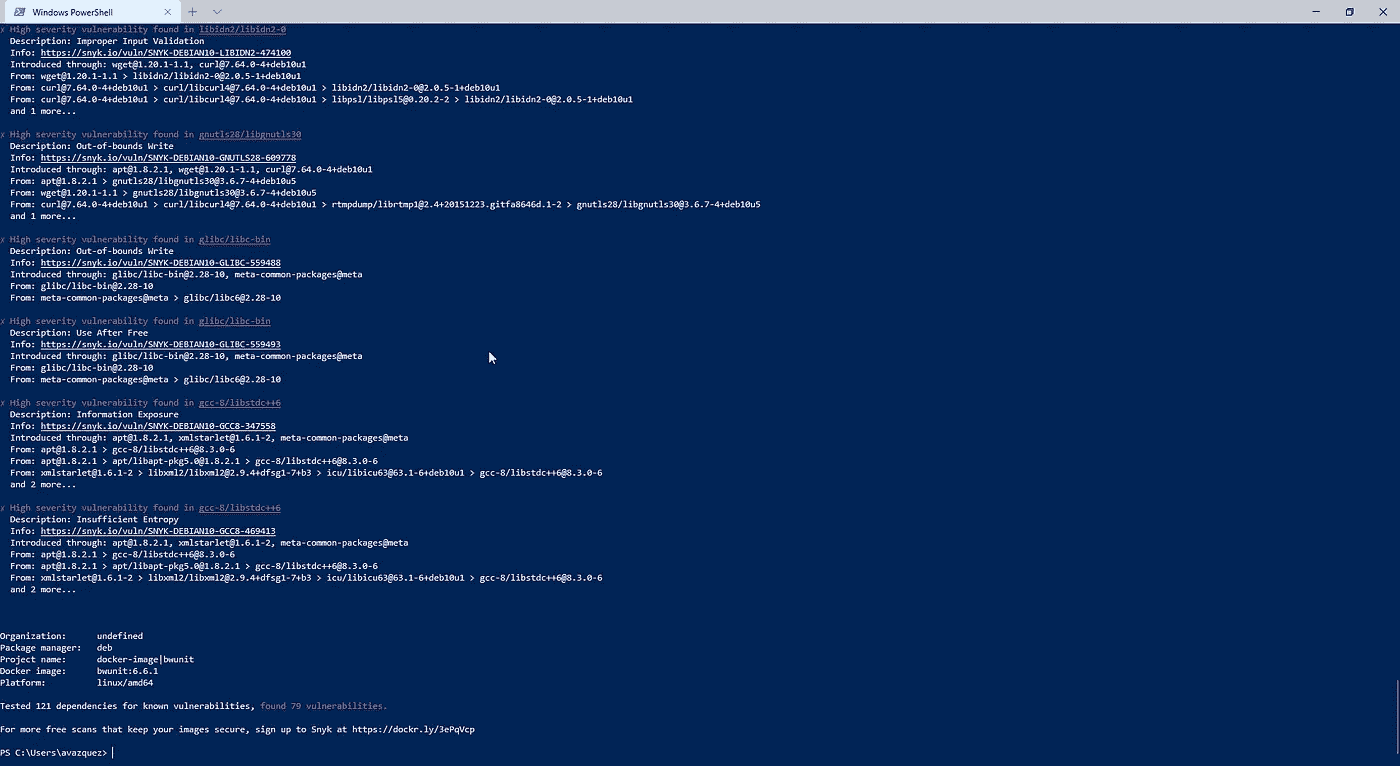 Windows PowerShell
✗ High severity vulnerability found in libidn2/libidn2-0
Description: Improper Input Validation
Info: https://snyk.io/vuln/SNYK-DEBIAN10-LIBIDN2-474100
Introduced through: wget@1.20.1-1.1, curl@7.64.0-4+deb10u1
From: wget@1.20.1-1.1 > libidn2/libidn2-0@2.0.5-1+deb10u1
From: curl@7.64.0-4+deb10u1 > curl/libcurl4@7.64.0-4+deb10u1 > libidn2/libidn2-0@2.0.5-1+deb10u1
From: curl@7.64.0-4+deb10u1 > curl/libcurl4@7.64.0-4+deb10u1 > libpsl/libpsl5@0.20.2-2 > libidn2/libidn2-0@2.0.5-1+deb10u1
and 1 more...
✗ High severity vulnerability found in gnutls28/libgnutls30
Description: Out-of-bounds Write
Info: https://snyk.io/vuln/SNYK-DEBIAN10-GNUTLS28-609778
Introduced through: apt@1.8.2.1, wget@1.20.1-1.1, curl@7.64.0-4+deb10u1
From: apt@1.8.2.1 > gnutls28/libgnutls30@3.6.7-4+deb10u5
From: wget@1.20.1-1.1 > gnutls28/libgnutls30@3.6.7-4+deb10u5
From: curl@7.64.0-4+deb10u1 > curl/libcurl4@7.64.0-4+deb10u1 > rtmpdump/librtmp1@2.4+20151223.gitfa8646d.1-2 > gnutls28/libgnutls30@3.6.7-4+deb10u5
and 1 more...
✗ High severity vulnerability found in glibc/libc-bin
Description: Out-of-bounds Write
Info: https://snyk.io/vuln/SNYK-DEBIAN10-GLIBC-559488
Introduced through: glibc/libc-bin@2.28-10, meta-common-packages@meta
From: glibc/libc-bin@2.28-10
From: meta-common-packages@meta > glibc/libc6@2.28-10
✗ High severity vulnerability found in glibc/libc-bin
Description: Use After Free
Info: https://snyk.io/vuln/SNYK-DEBIAN10-GLIBC-559493
Introduced through: glibc/libc-bin@2.28-10, meta-common-packages@meta
From: glibc/libc-bin@2.28-10
From: meta-common-packages@meta > glibc/libc6@2.28-10
✗ High severity vulnerability found in gcc-8/libstdc++6
Description: Information Exposure
Info: https://snyk.io/vuln/SNYK-DEBIAN10-GCC8-347558
Introduced through: apt@1.8.2.1, xmlstarlet@1.6.1-2, meta-common-packages@meta
From: apt@1.8.2.1 > gcc-8/libstdc++6@8.3.0-6
From: apt@1.8.2.1 > apt/libapt-pkg5.0@1.8.2.1 > gcc-8/libstdc++6@8.3.0-6
From: xmlstarlet@1.6.1-2 > libxml2/libxml2@2.9.4+dfsg1-7+b3 > icu/libicu63@63.1-6+deb10u1 > gcc-8/libstdc++6@8.3.0-6
and 2 more...
✗ High severity vulnerability found in gcc-8/libstdc++6
Description: Insufficient Entropy
Info: https://snyk.io/vuln/SNYK-DEBIAN10-GCC8-469413
Introduced through: apt@1.8.2.1, xmlstarlet@1.6.1-2, meta-common-packages@meta
From: apt@1.8.2.1 > gcc-8/libstdc++6@8.3.0-6
From: apt@1.8.2.1 > apt/libapt-pkg5.0@1.8.2.1 > gcc-8/libstdc++6@8.3.0-6
From: xmlstarlet@1.6.1-2 > libxml2/libxml2@2.9.4+dfsg1-7+b3 > icu/libicu63@63.1-6+deb10u1 > gcc-8/libstdc++6@8.3.0-6
and 2 more...
Organization: undefined
Package manager: deb
Project name: docker-image|bwunit
Docker image: bwunit:6.6.1
Platform: linux/amd64
Tested 121 dependencies for known vulnerabilities, found 79 vulnerabilities.
For more free scans that keep your images secure, sign up to Snyk at https://dockr.ly/3ePqVcp
PS C:\Users\avazquez>